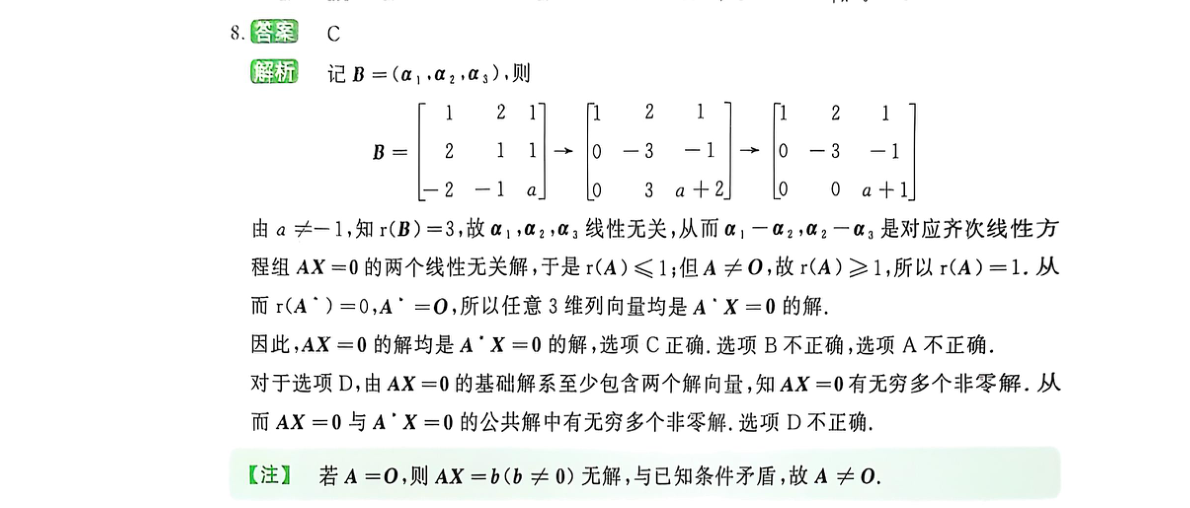 8. 答案 C
解析 记 B = (α₁,α₂,α₃),则
B = [1 2 1; 2 1 1; -2 -1 a] → [1 2 1; 0 -3 -1; 0 3 a+2] → [1 2 1; 0 -3 -1; 0 0 a+1]
由 a ≠ -1,知 r(B) = 3,故 α₁,α₂,α₃ 线性无关,从而 α₁ - α₂,α₂ - α₃ 是对应齐次线性方
程组 AX = 0 的两个线性无关解,于是 r(A) ⩽ 1;但 A ≠ O,故 r(A) ⩾ 1,所以 r(A) = 1. 从
而 r(A*) = 0,A* = O,所以任意 3 维列向量均是 A*X = 0 的解.
因此,AX = 0 的解均是 A*X = 0 的解,选项 C 正确. 选项 B 不正确,选项 A 不正确.
对于选项 D,由 AX = 0 的基础解系至少包含两个解向量,知 AX = 0 有无穷多个非零解. 从
而 AX = 0 与 A*X = 0 的公共解中有无穷多个非零解. 选项 D 不正确.
【注】 若 A = O,则 AX = b(b ≠ 0) 无解,与已知条件矛盾,故 A ≠ O.